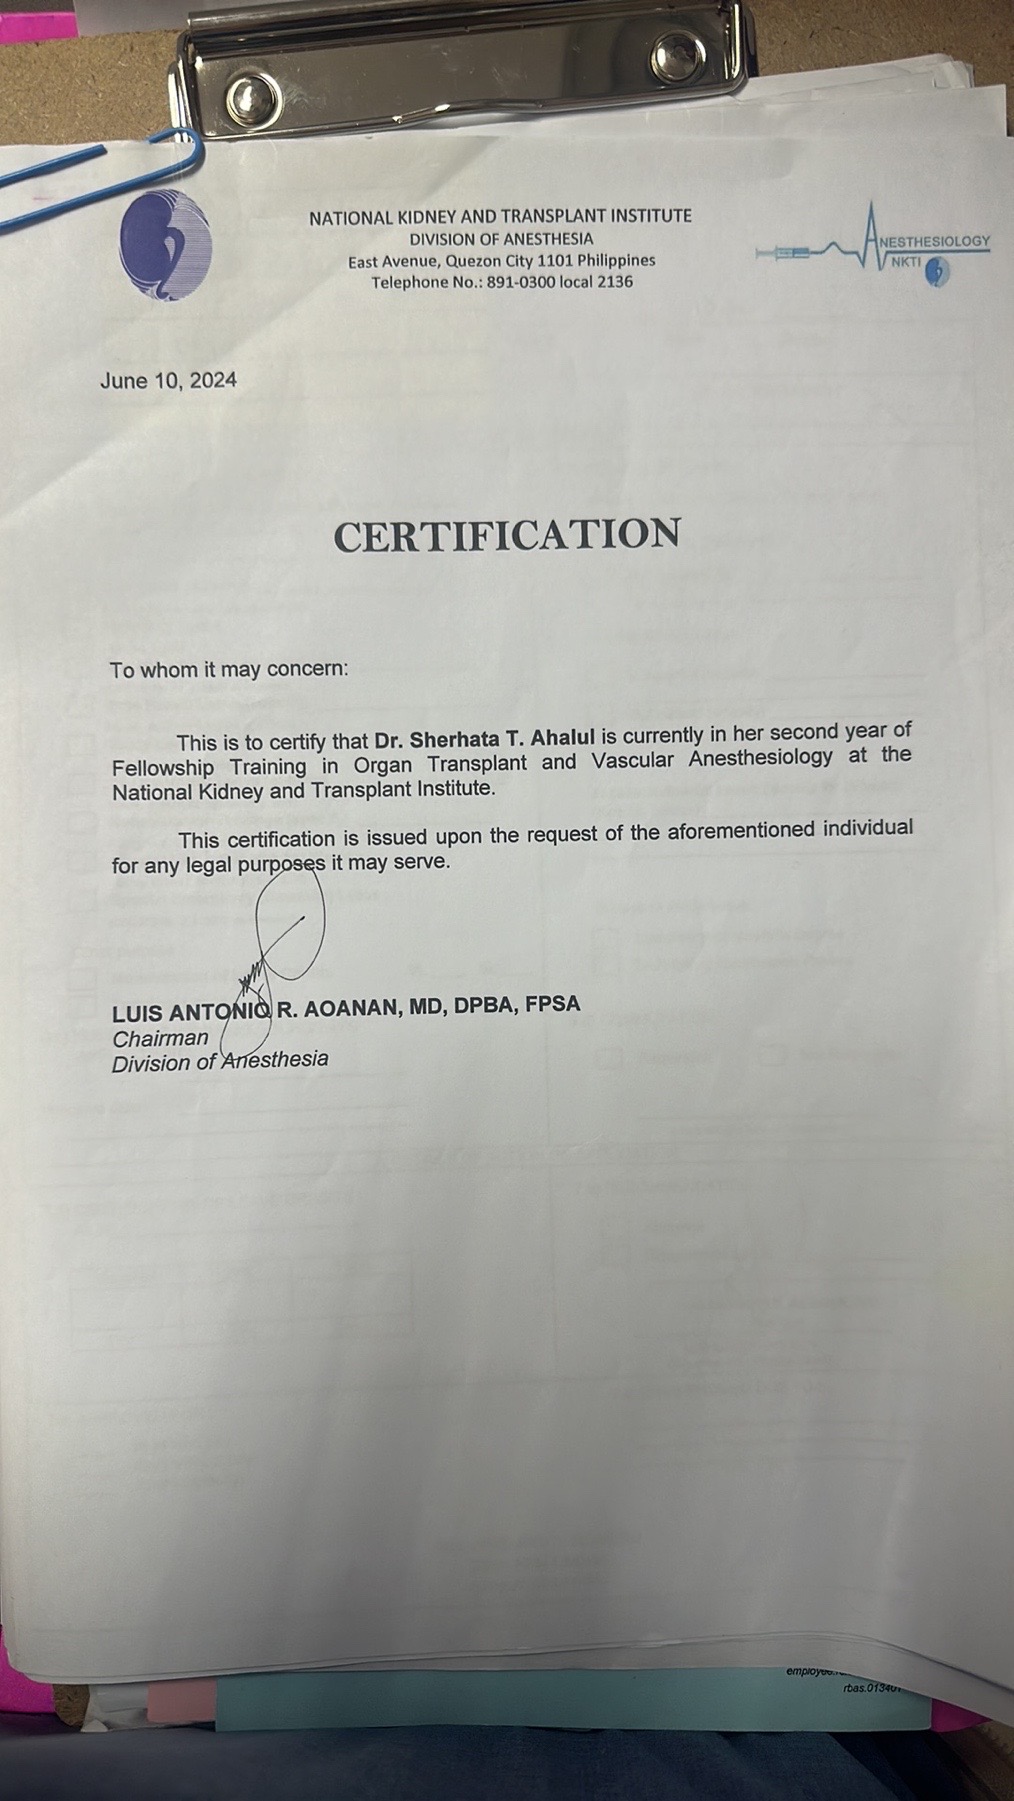 NATIONAL KIDNEY AND TRANSPLANT INSTITUTE
DIVISION OF ANESTHESIA
East Avenue, Quezon City 1101 Philippines
Telephone No.: 891-0300 local 2136
ANESTHESIOLOGY
NKTI
June 10, 2024
CERTIFICATION
To whom it may concern:
This is to certify that Dr. Sherhata T. Ahalul is currently in her second year of
Fellowship Training in Organ Transplant and Vascular Anesthesiology at the
National Kidney and Transplant Institute.
This certification is issued upon the request of the aforementioned individual
for any legal purposes it may serve.
LUIS ANTONIO R. AOANAN, MD, DPBA, FPSA
Chairman
Division of Anesthesia